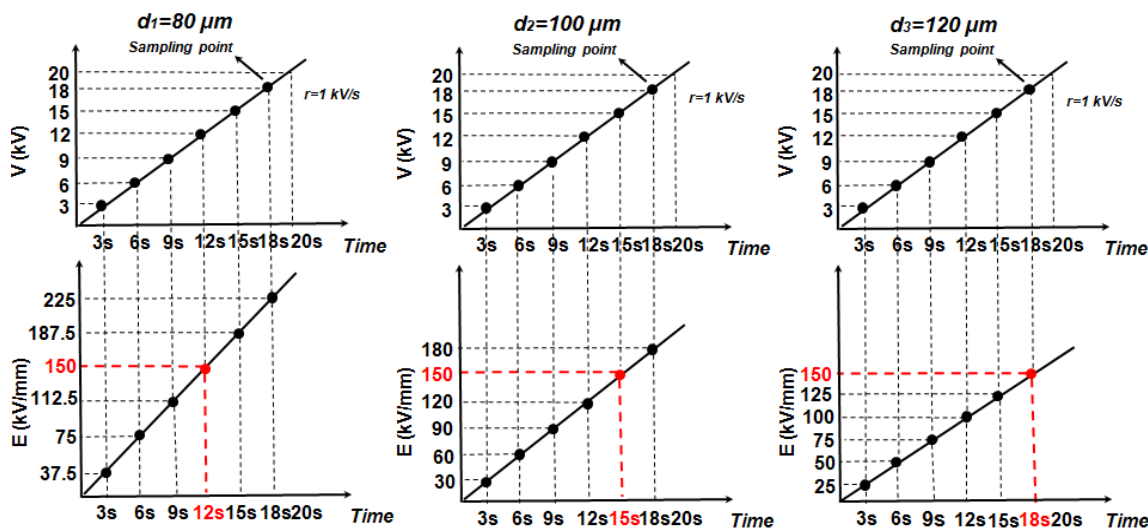 d₁=80 μm
Sampling point
20
18
15
12
9
6
3
V (kV)
r=1 kV/s
3s 6s 9s 12s 15s 18s 20s Time
d₂=100 μm
Sampling point
20
18
15
12
9
6
3
V (kV)
r=1 kV/s
3s 6s 9s 12s 15s 18s 20s Time
d₃=120 μm
Sampling point
20
18
15
12
9
6
3
V (kV)
r=1 kV/s
3s 6s 9s 12s 15s 18s 20s Time
225
187.5
150
112.5
75
37.5
E (kV/mm)
3s 6s 9s 12s 15s 18s 20s Time
180
150
120
90
60
30
E (kV/mm)
3s 6s 9s 12s 15s 18s 20s Time
150
125
100
75
50
25
E (kV/mm)
3s 6s 9s 12s 15s 18s 20s Time